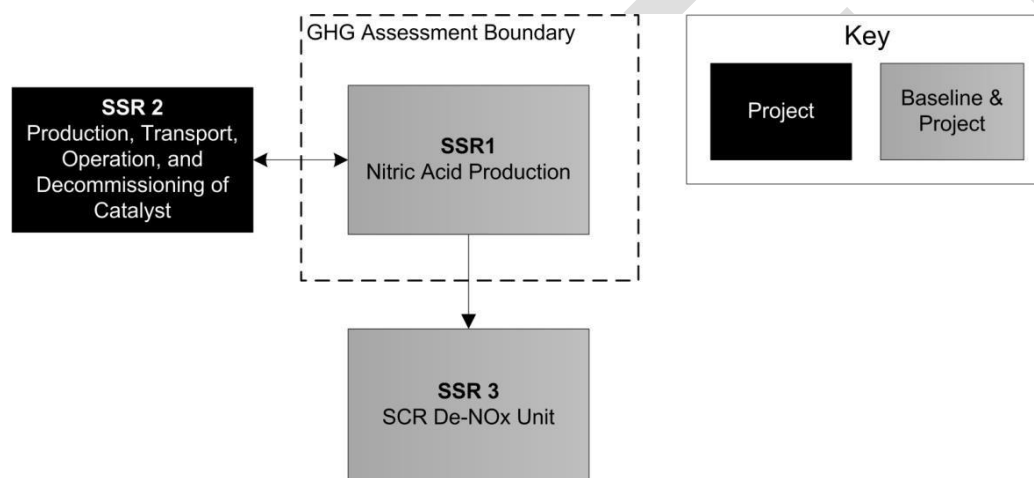 GHG Assessment Boundary
Key
SSR 2
Production, Transport,
Operation, and
Decommissioning of
Catalyst
SSR1
Nitric Acid Production
Project
Baseline &
Project
SSR 3
SCR De-NOx Unit